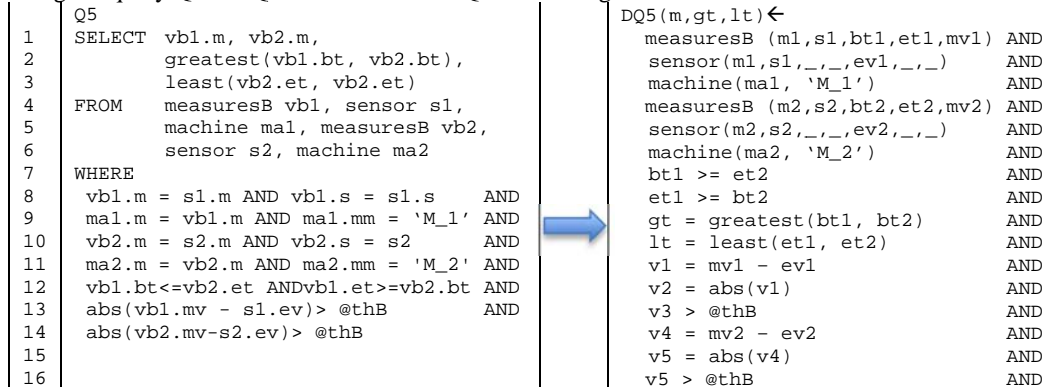 Q5
1 SELECT vb1.m, vb2.m,
2 greatest(vb1.bt, vb2.bt),
3 least(vb2.et, vb2.et)
4 FROM measuresB vb1, sensor s1,
5 machine ma1, measuresB vb2,
6 sensor s2, machine ma2
7 WHERE
8 vb1.m = s1.m AND vb1.s = s1.s AND
9 ma1.m = vb1.m AND ma1.mm = ‘M_1’ AND
10 vb2.m = s2.m AND vb2.s = s2 AND
11 ma2.m = vb2.m AND ma2.mm = 'M_2' AND
12 vb1.bt<=vb2.et ANDvb1.et>=vb2.bt AND
13 abs(vb1.mv - s1.ev)> @thB AND
14 abs(vb2.mv-s2.ev)> @thB
15
16
DQ5(m,gt,lt)←
measuresB (m1,s1,bt1,et1,mv1) AND
sensor(m1,s1,_,_,ev1,_,_) AND
machine(ma1, ‘M_1’) AND
measuresB (m2,s2,bt2,et2,mv2) AND
sensor(m2,s2,_,_,ev2,_,_) AND
machine(ma2, ‘M_2’) AND
bt1 >= et2 AND
et1 >= bt2 AND
gt = greatest(bt1, bt2) AND
lt = least(et1, et2) AND
v1 = mv1 – ev1 AND
v2 = abs(v1) AND
v3 > @thB AND
v4 = mv2 – ev2 AND
v5 = abs(v4) AND
v5 > @thB AND